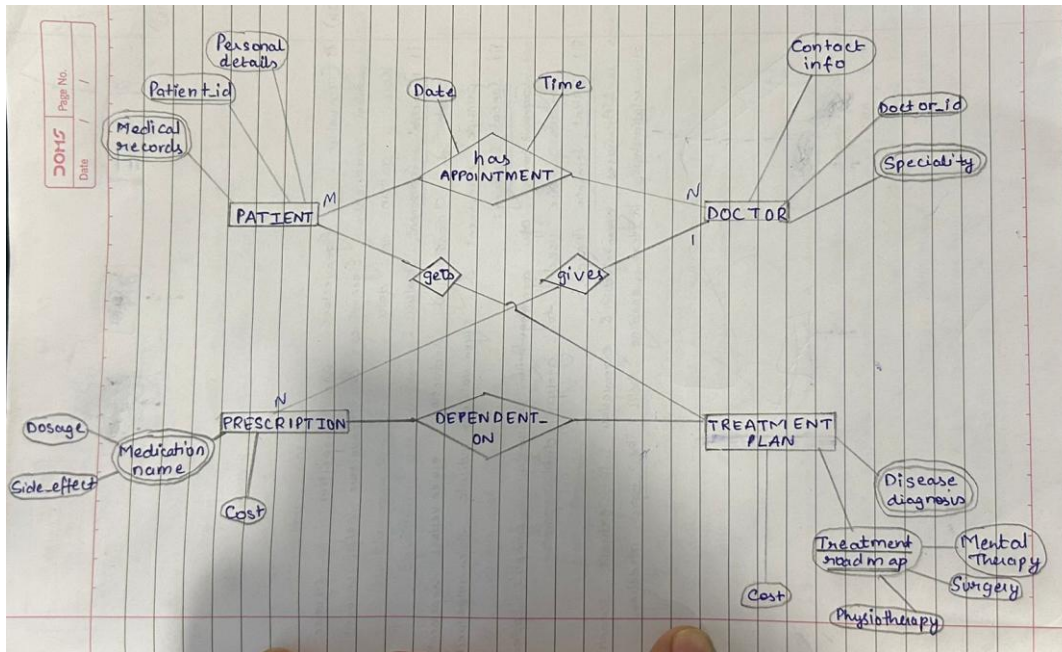 DOMS
Page No.
Date / /
Personal
details
Patient_id
Medical
records
Date
Time
Contact
info
Doctor_id
Speciality
has
APPOINTMENT
M
N
PATIENT
DOCTOR
1
gets
gives
N
PRESCRIPTION
DEPENDENT_
ON
TREATMENT
PLAN
Dosage
Medication
name
Side_effect
Cost
Disease
diagnosis
Treatment
roadmap
Mental
Therapy
Surgery
Physiotherapy
Cost